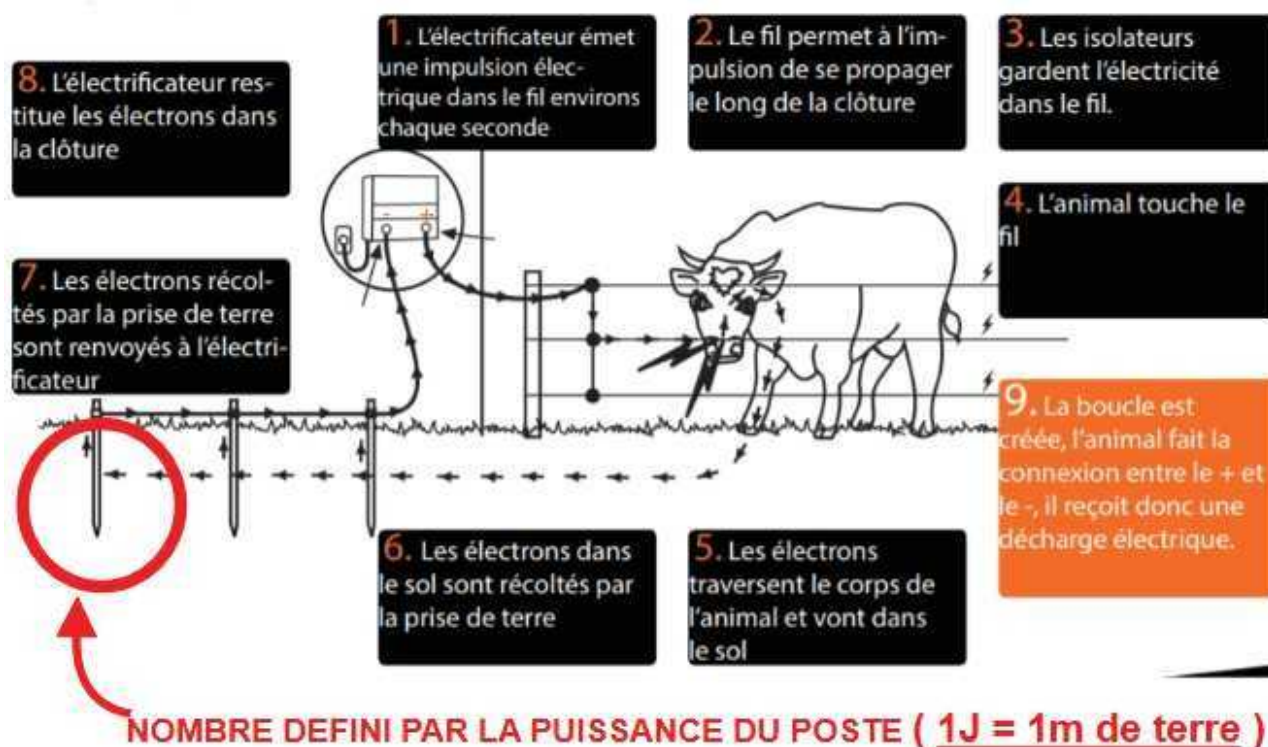 1. L'électrificateur émet
une impulsion élec-
trique dans le fil environs
chaque seconde
2. Le fil permet à l'im-
pulsion de se propager
le long de la clôture
3. Les isolateurs
gardent l'électricité
dans le fil.
4. L'animal touche le
fil
5. Les électrons
traversent le corps de
l'animal et vont dans
le sol
6. Les électrons dans
le sol sont récoltés par
la prise de terre
7. Les électrons récol-
tés par la prise de terre
sont renvoyés à l'électri-
ficateur
8. L'électrificateur res-
titue les électrons dans
la clôture
9. La boucle est
créée, l'animal fait la
connexion entre le + et
le -, il reçoit donc une
décharge électrique.
- +
NOMBRE DEFINI PAR LA PUISSANCE DU POSTE ( 1J = 1m de terre )